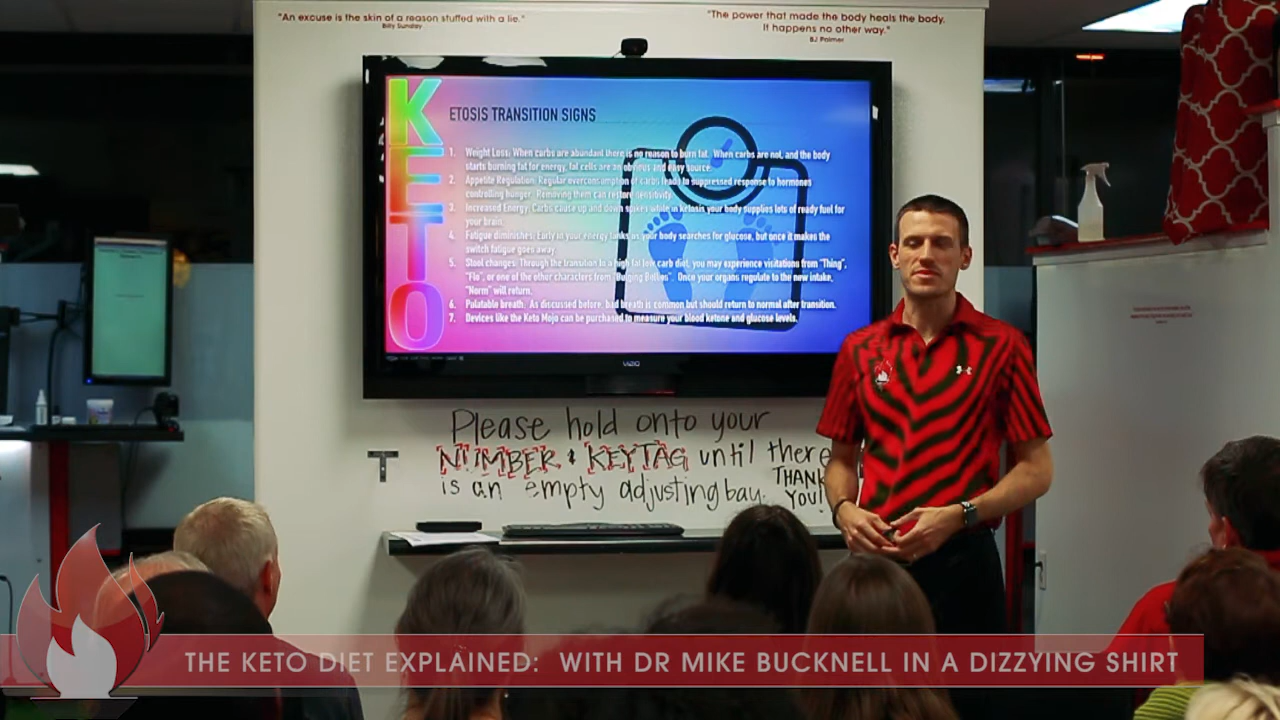 "An excuse is the skin of a reason stuffed with a lie."
Billy Sunday
"The power that made the body heals the body.
It happens no other way."
BJ Palmer
KETO
ETOSIS TRANSITION SIGNS
1. Weight Loss: When carbs are abundant there is no reason to burn fat. When carbs are not, and the body
starts burning fat for energy, fat cells are an obvious and easy source.
2. Appetite Regulation: Regular overconsumption of carbs leads to suppressed response to hormones
controlling hunger. Removing them can restore sensitivity.
3. Increased Energy: Carbs cause up and down spikes while in ketosis your body supplies lots of ready fuel for
your brain.
4. Fatigue diminishes: Early in your energy tanks as your body searches for glucose, but once it makes the
switch fatigue goes away.
5. Stool changes: Through the transition to a high fat low carb diet, you may experience visitations from "Thing",
"Flo", or one of the other characters from "Bulging Bellies". Once your organs regulate to the new intake,
"Norm" will return.
6. Pulatable breath: As discussed before, bad breath is common but should return to normal after transition.
7. Devices like the Keto Mojo can be purchased to measure your blood ketone and glucose levels.
VIZIO
Please hold onto your
NUMBER & KEYTAG until there
is an empty adjusting bay.
THANK
YOU!
THE KETO DIET EXPLAINED: WITH DR MIKE BUCKNELL IN A DIZZYING SHIRT